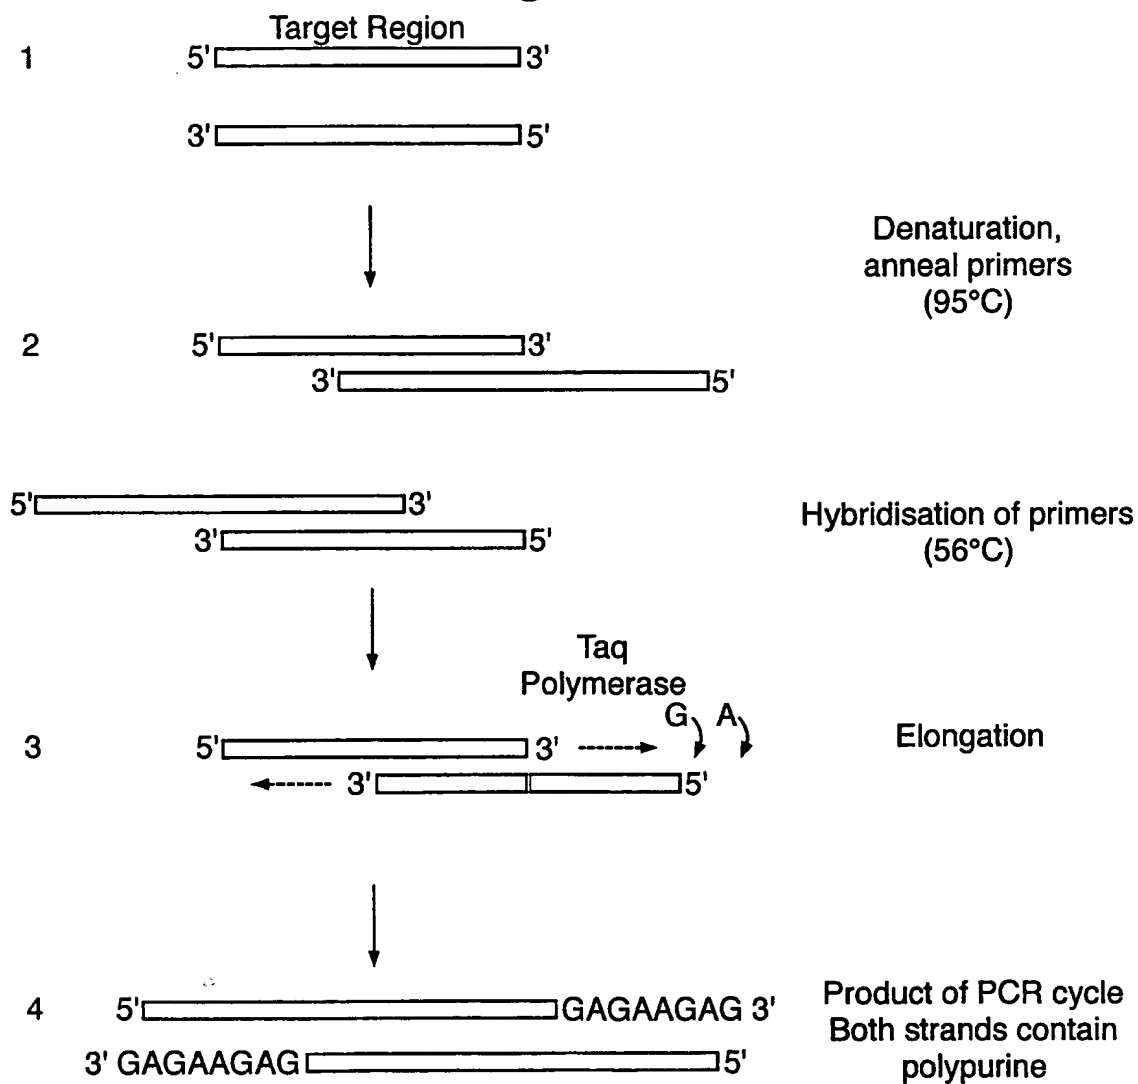 Target Region
1
5' 3'
3' 5'
Denaturation,
anneal primers
(95°C)
2
5' 3'
3' 5'
5' 3'
3' 5'
Hybridisation of primers
(56°C)
Taq
Polymerase
G A
3
5' 3'
3' 5'
Elongation
4
5' GAGAAGAG 3'
3' GAGAAGAG 5'
Product of PCR cycle
Both strands contain
polypurine